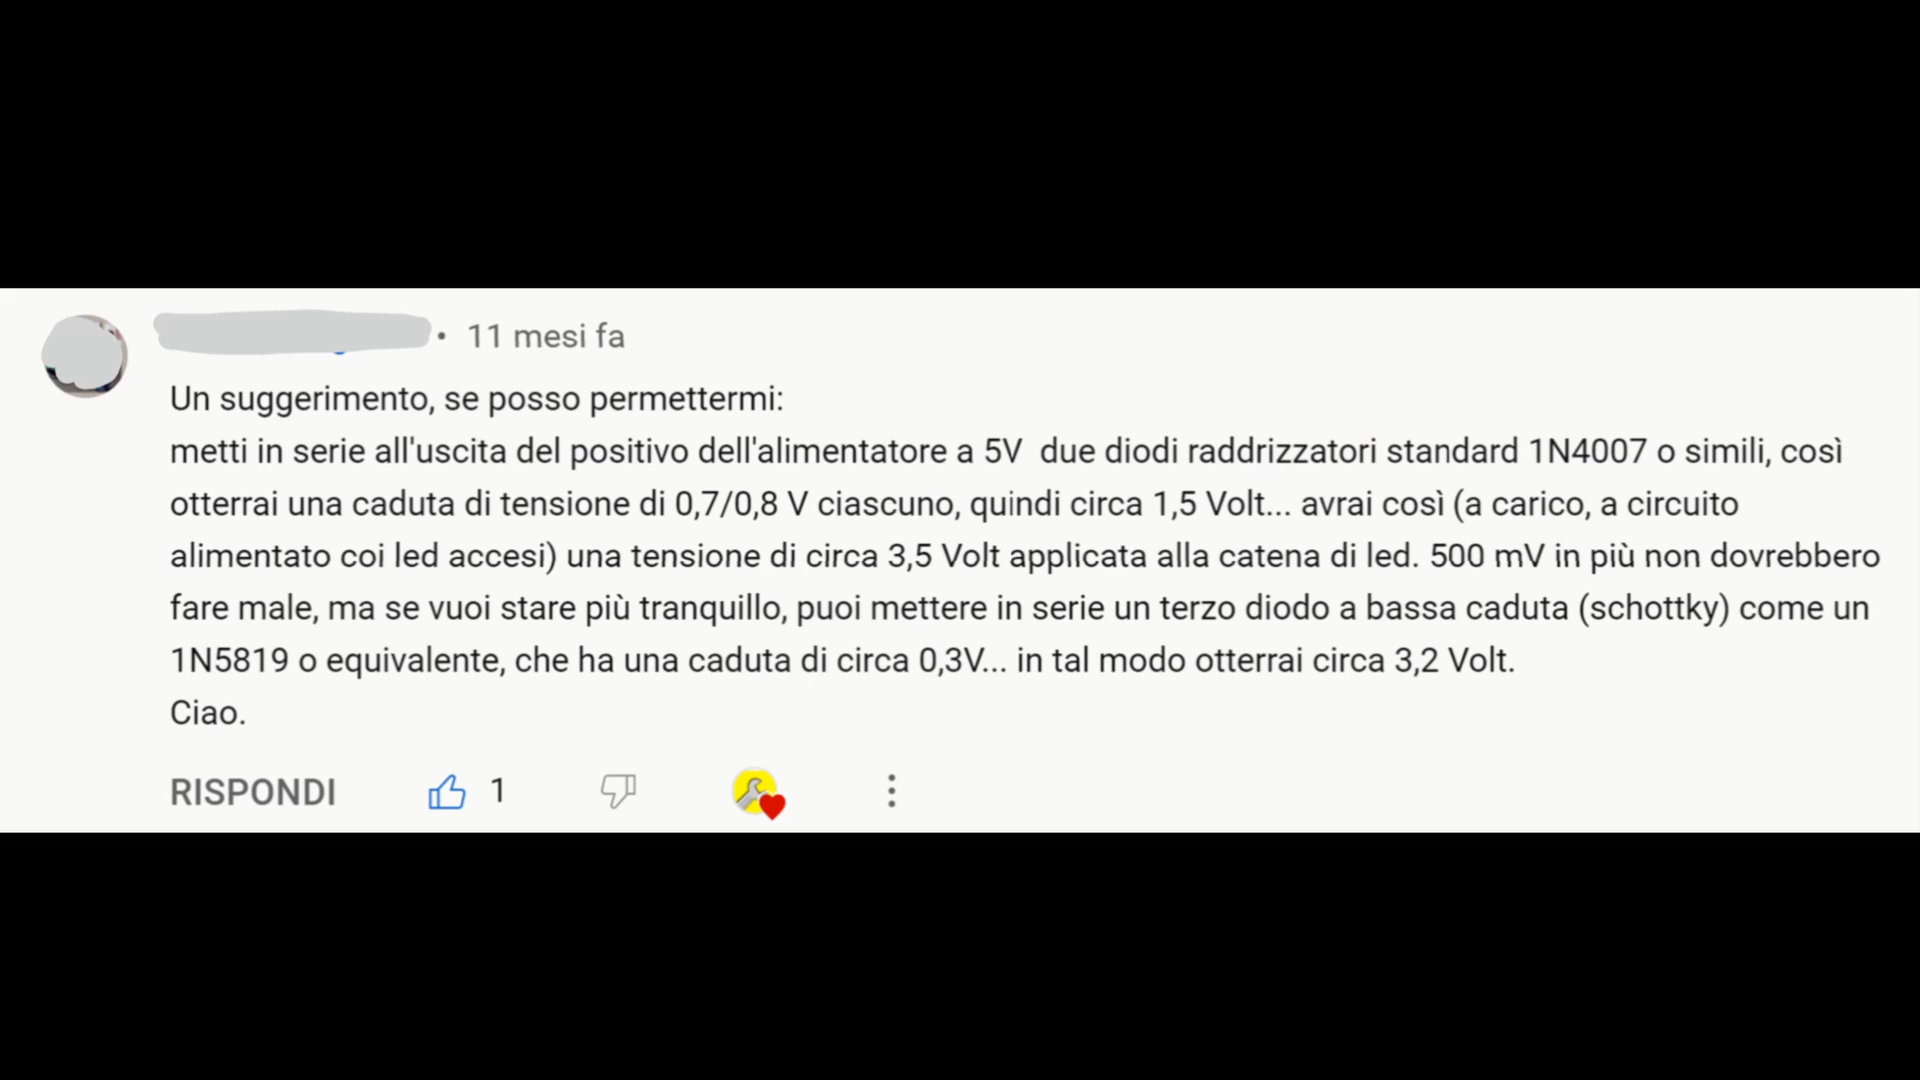 • 11 mesi fa
Un suggerimento, se posso permettermi:
metti in serie all'uscita del positivo dell'alimentatore a 5V  due diodi raddrizzatori standard 1N4007 o simili, così
otterrai una caduta di tensione di 0,7/0,8 V ciascuno, quindi circa 1,5 Volt... avrai così (a carico, a circuito
alimentato coi led accesi) una tensione di circa 3,5 Volt applicata alla catena di led. 500 mV in più non dovrebbero
fare male, ma se vuoi stare più tranquillo, puoi mettere in serie un terzo diodo a bassa caduta (schottky) come un
1N5819 o equivalente, che ha una caduta di circa 0,3V... in tal modo otterrai circa 3,2 Volt.
Ciao.
RISPONDI 1